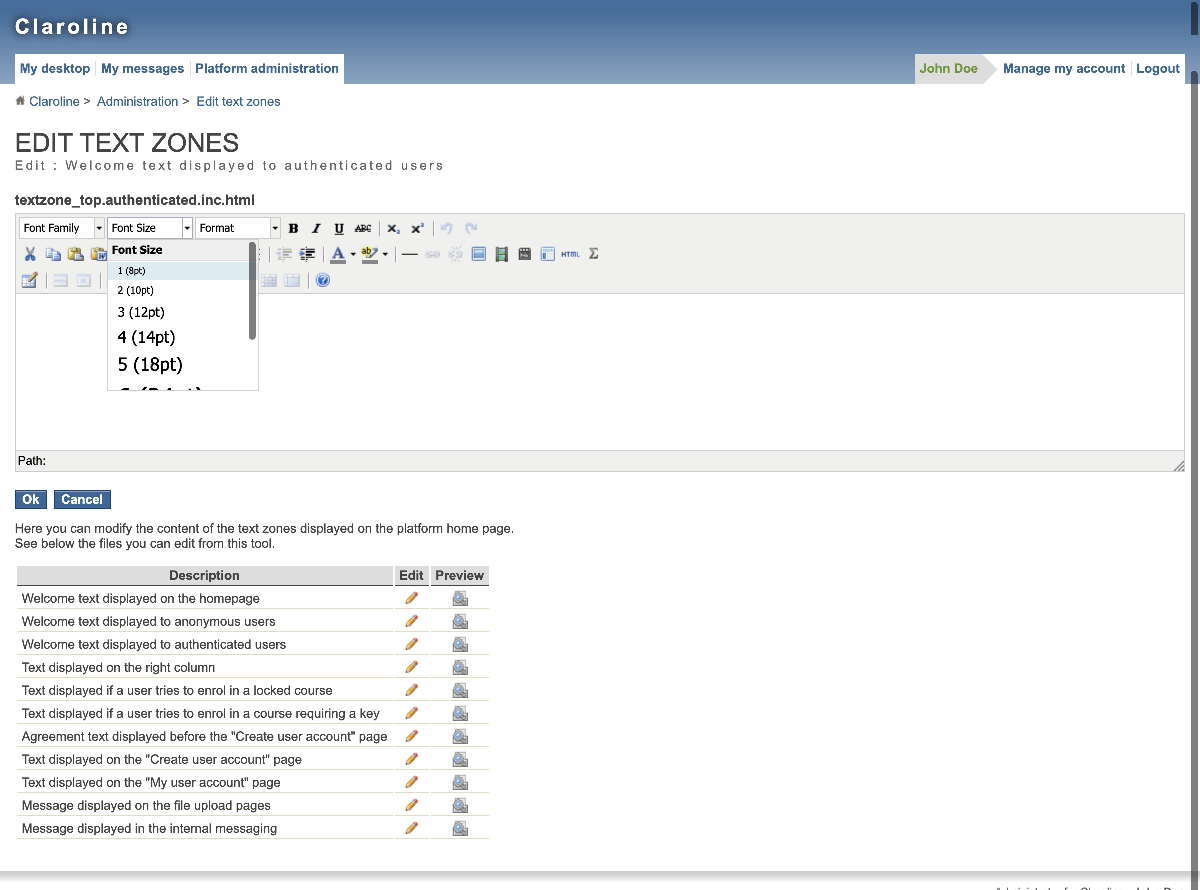 Claroline
My desktop My messages Platform administration
John Doe Manage my account Logout
Claroline > Administration > Edit text zones
EDIT TEXT ZONES
Edit : Welcome text displayed to authenticated users
textzone_top.authenticated.inc.html
Font Family Font Size Format B I U ABC x₂ x²
Font Size
HTML Σ
1 (8pt)
2 (10pt)
3 (12pt)
4 (14pt)
5 (18pt)
Path:
Ok Cancel
Here you can modify the content of the text zones displayed on the platform home page.
See below the files you can edit from this tool.
Description Edit Preview
Welcome text displayed on the homepage
Welcome text displayed to anonymous users
Welcome text displayed to authenticated users
Text displayed on the right column
Text displayed if a user tries to enrol in a locked course
Text displayed if a user tries to enrol in a course requiring a key
Agreement text displayed before the "Create user account" page
Text displayed on the "Create user account" page
Text displayed on the "My user account" page
Message displayed on the file upload pages
Message displayed in the internal messaging